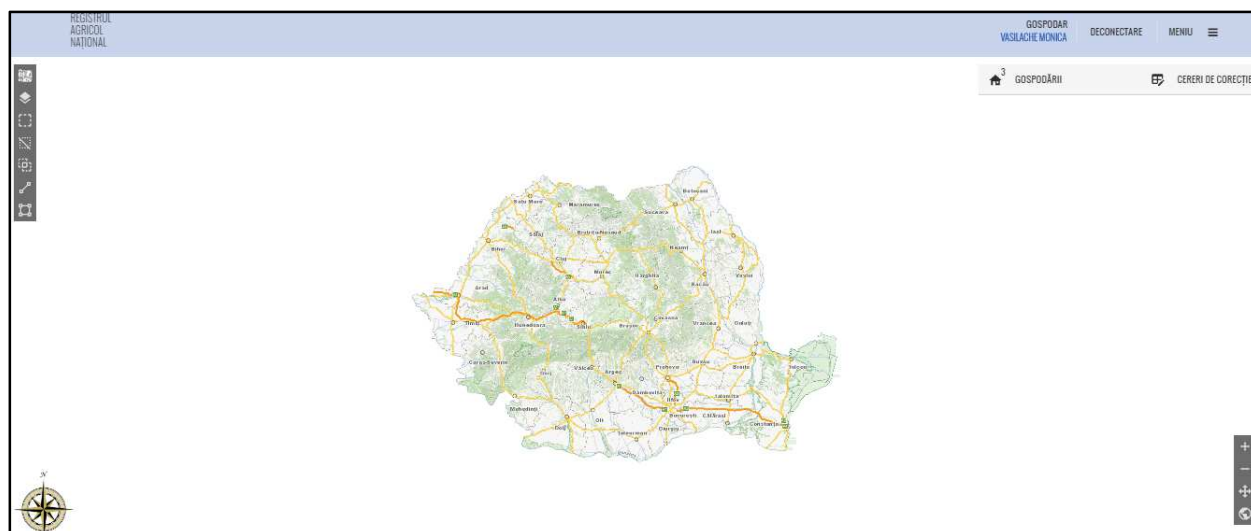 REGISTRUL
AGRICOL
NAȚIONAL
GOSPODAR
VASILACHE MONICA
DECONECTARE
MENIU
3
GOSPODĂRII
CERERI DE CORECȚIE
Botoșani
Satu Mare
Maramureș
Suceava
Bistrița-Năsăud
Iași
Sălaj
Bihor
Neamț
Cluj
Mureș
Harghita
Vaslui
Bacău
Arad
Alba
Covasna
Timiș
Hunedoara
Sibiu
Brașov
Vrancea
Galați
Caraș-Severin
Vâlcea
Argeș
Prahova
Buzău
Brăila
Tulcea
Gorj
Dâmbovița
Ialomița
Ilfov
Mehedinți
București
Călărași
Constanța
Olt
Dolj
Giurgiu
Teleorman
N